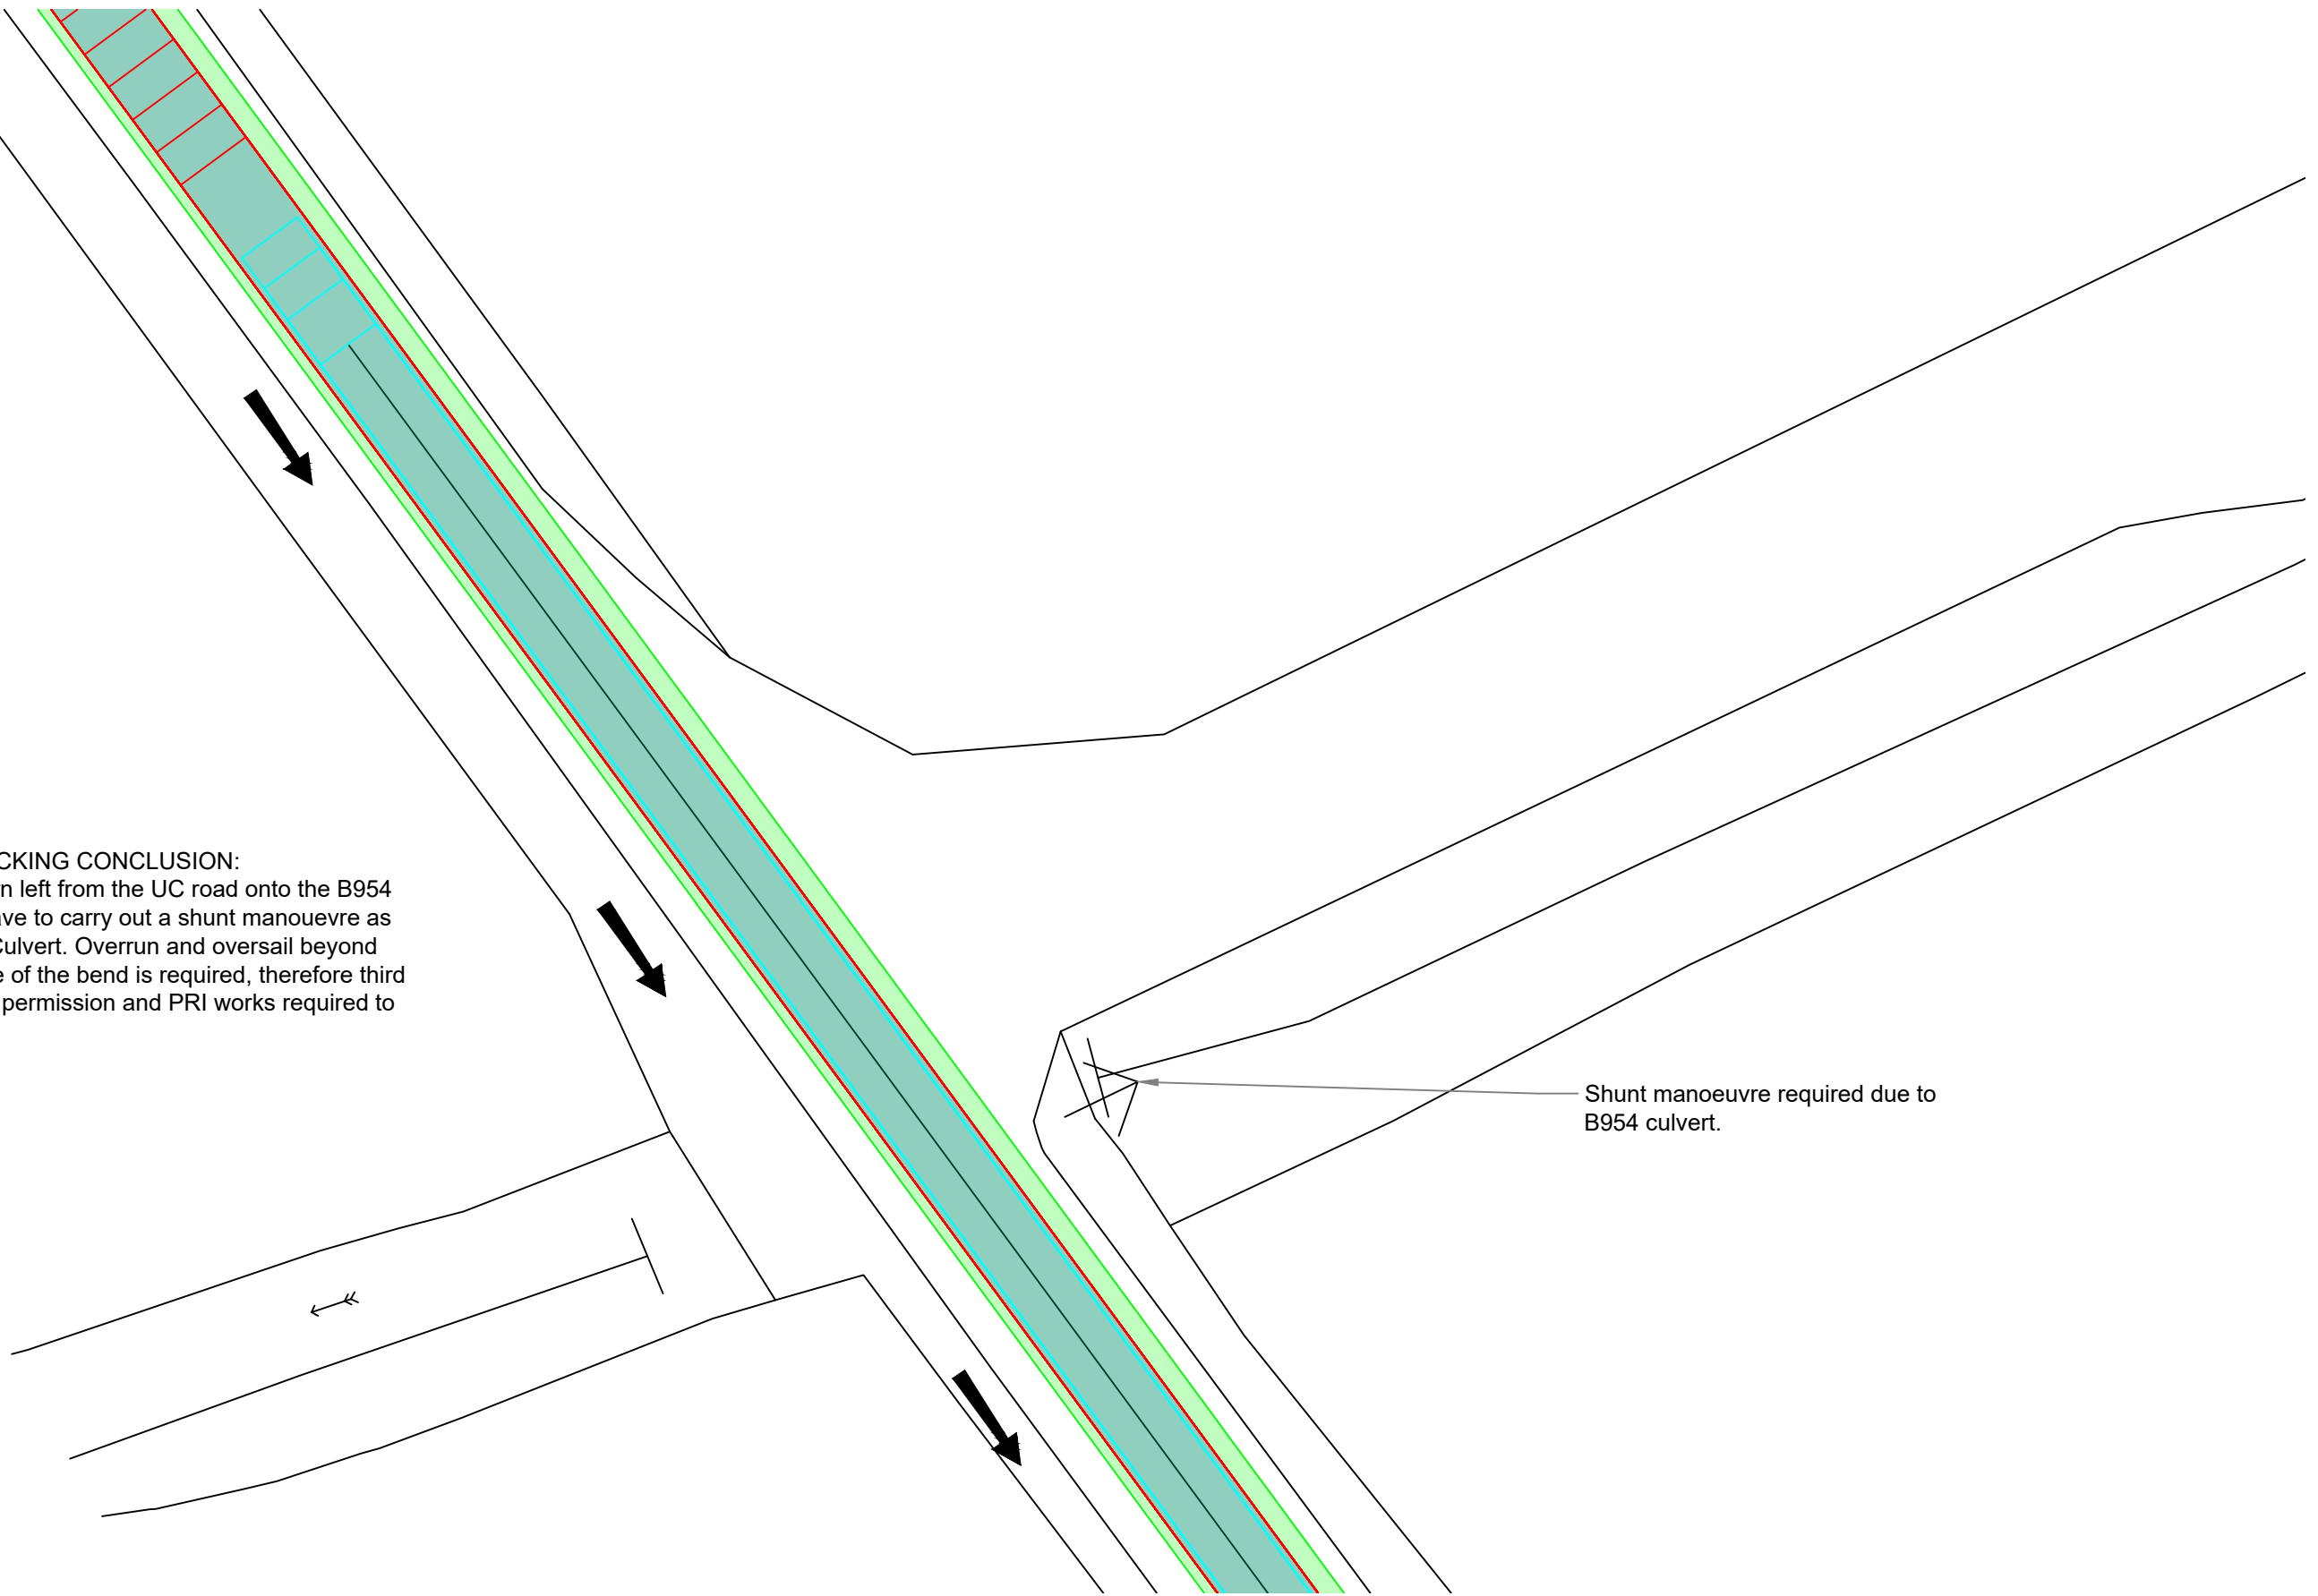 CKING CONCLUSION:
n left from the UC road onto the B954
ve to carry out a shunt manouevre as
Culvert. Overrun and oversail beyond
e of the bend is required, therefore third
permission and PRI works required to
Shunt manoeuvre required due to
B954 culvert.